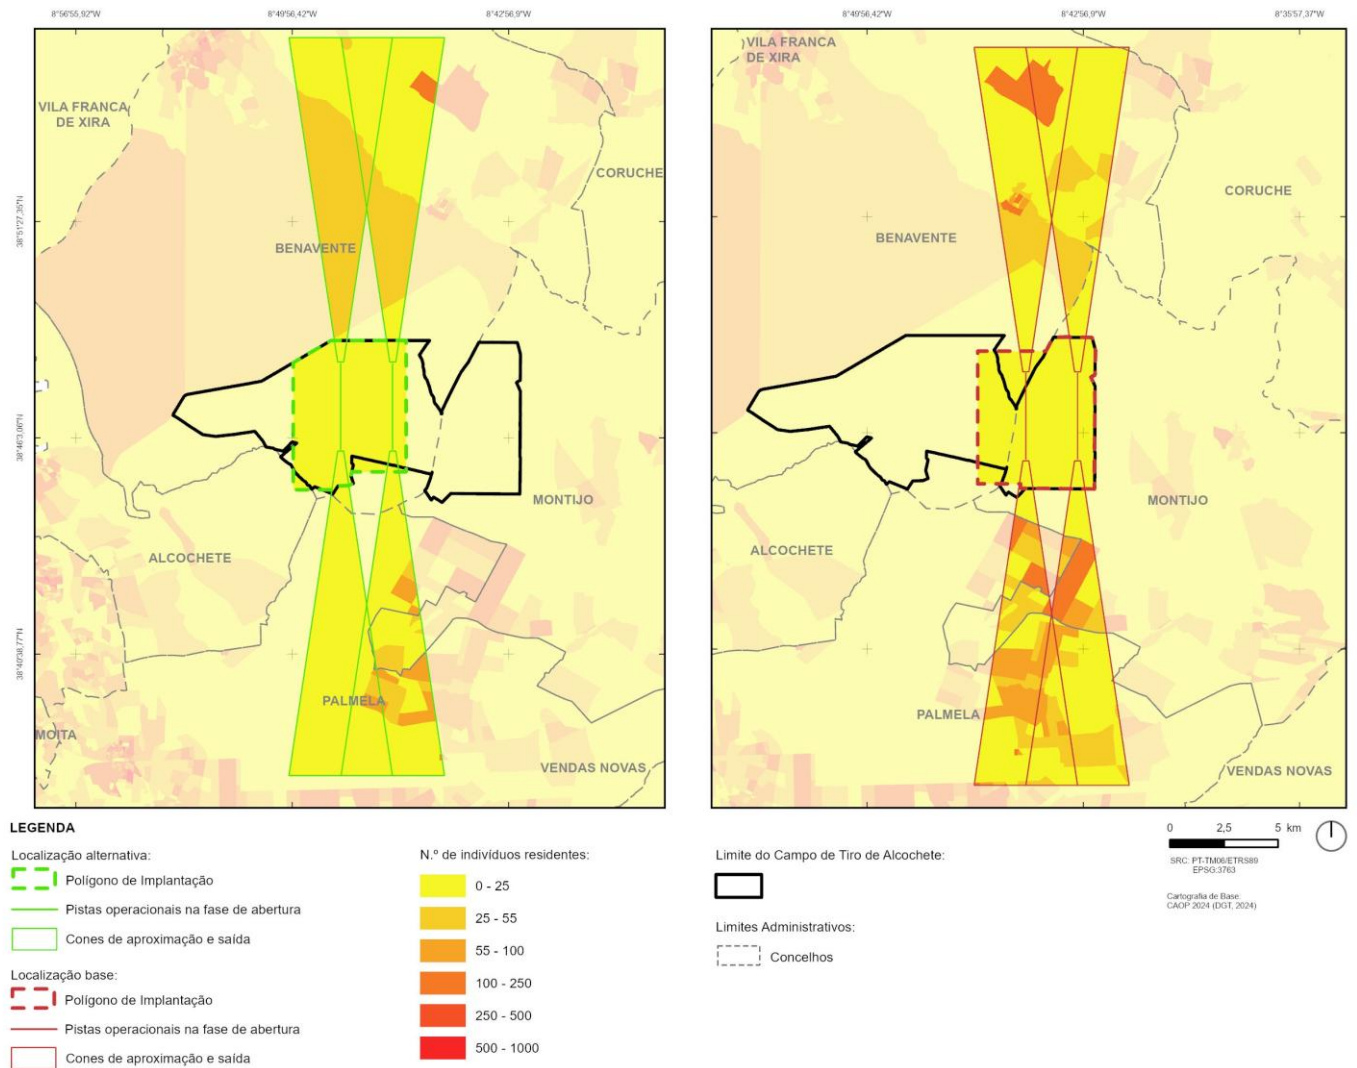 8°56'55,92"W
8°49'56,42"W
8°42'56,9"W
8°49'56,42"W
8°42'56,9"W
8°35'57,37"W
VILA FRANCA
DE XIRA
CORUCHE
BENAVENTE
MONTIJO
ALCOCHETE
PALMELA
MOITA
VENDAS NOVAS
38°51'27,35"N
38°46'3,06"N
38°40'38,77"N
VILA FRANCA
DE XIRA
CORUCHE
BENAVENTE
MONTIJO
ALCOCHETE
PALMELA
VENDAS NOVAS
LEGENDA
Localização alternativa:
Polígono de Implantação
Pistas operacionais na fase de abertura
Cones de aproximação e saída
Localização base:
Polígono de Implantação
Pistas operacionais na fase de abertura
Cones de aproximação e saída
N.º de indivíduos residentes:
0 - 25
25 - 55
55 - 100
100 - 250
250 - 500
500 - 1000
Limite do Campo de Tiro de Alcochete:
Limites Administrativos:
Concelhos
0 2,5 5 km
SRC: PT-TM06/ETRS89
EPSG:3763
Cartografia de Base:
CAOP 2024 (DGT, 2024)